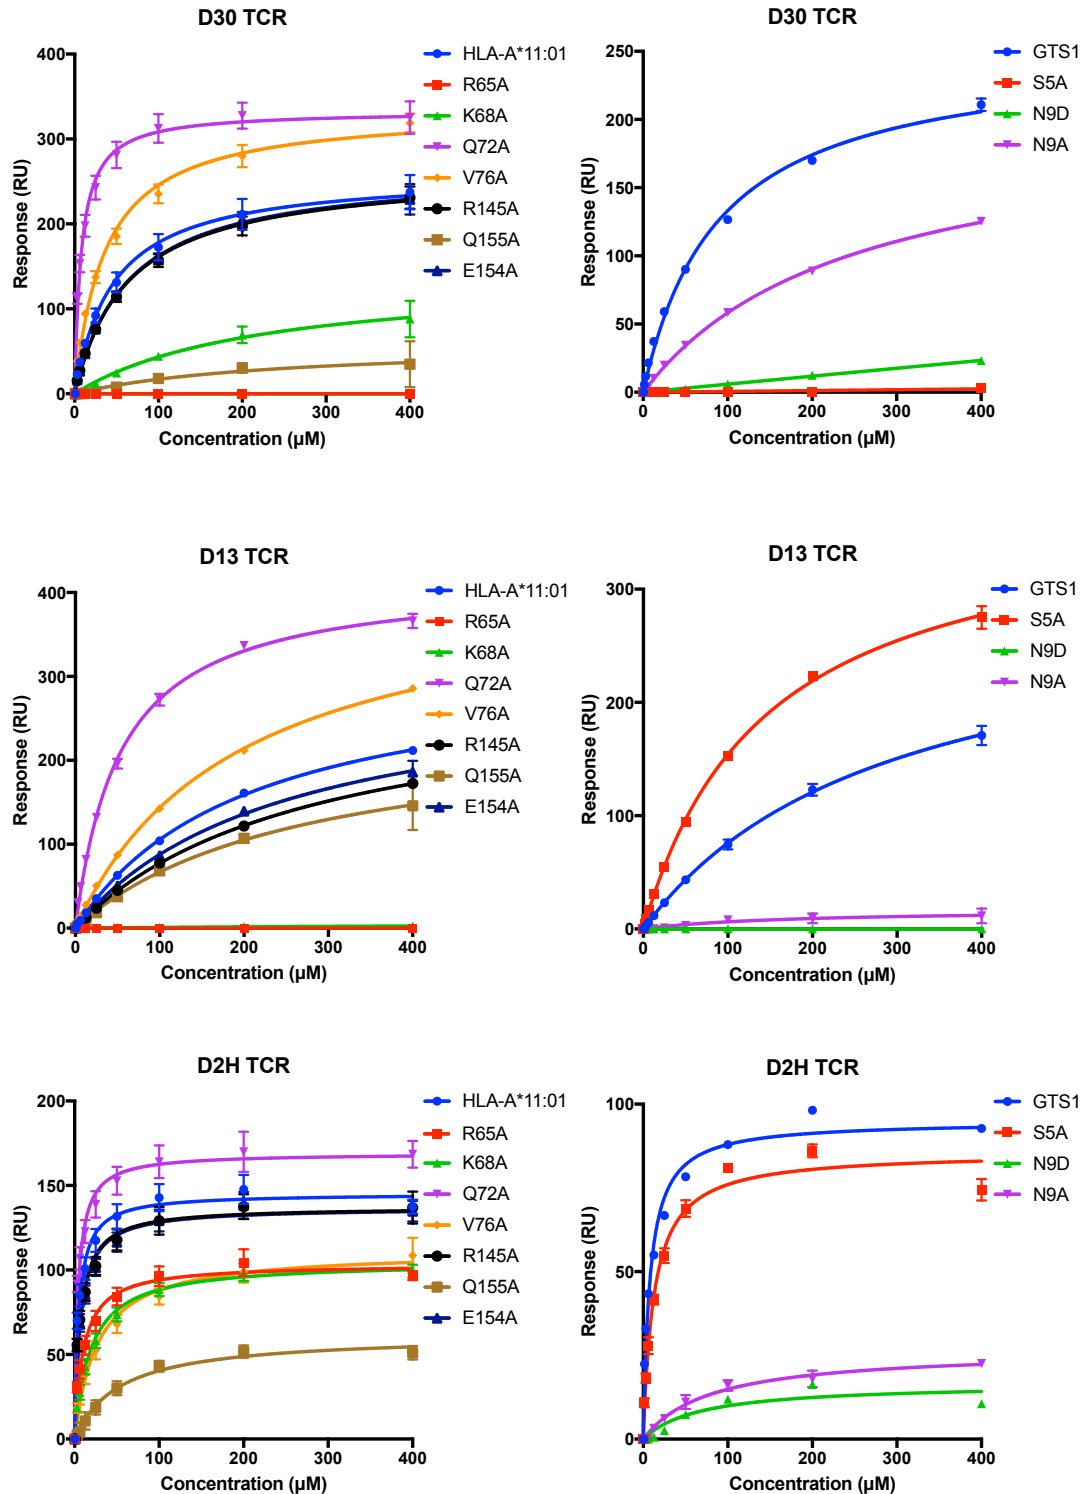 D30 TCR
400
300
200
100
0
Response (RU)
0 100 200 300 400
Concentration (µM)
HLA-A*11:01
R65A
K68A
Q72A
V76A
R145A
Q155A
E154A
D30 TCR
250
200
150
100
50
0
Response (RU)
0 100 200 300 400
Concentration (µM)
GTS1
S5A
N9D
N9A
D13 TCR
400
300
200
100
0
Response (RU)
0 100 200 300 400
Concentration (µM)
HLA-A*11:01
R65A
K68A
Q72A
V76A
R145A
Q155A
E154A
D13 TCR
300
200
100
0
Response (RU)
0 100 200 300 400
Concentration (µM)
GTS1
S5A
N9D
N9A
D2H TCR
200
150
100
50
0
Response (RU)
0 100 200 300 400
Concentration (µM)
HLA-A*11:01
R65A
K68A
Q72A
V76A
R145A
Q155A
E154A
D2H TCR
100
50
0
Response (RU)
0 100 200 300 400
Concentration (µM)
GTS1
S5A
N9D
N9A